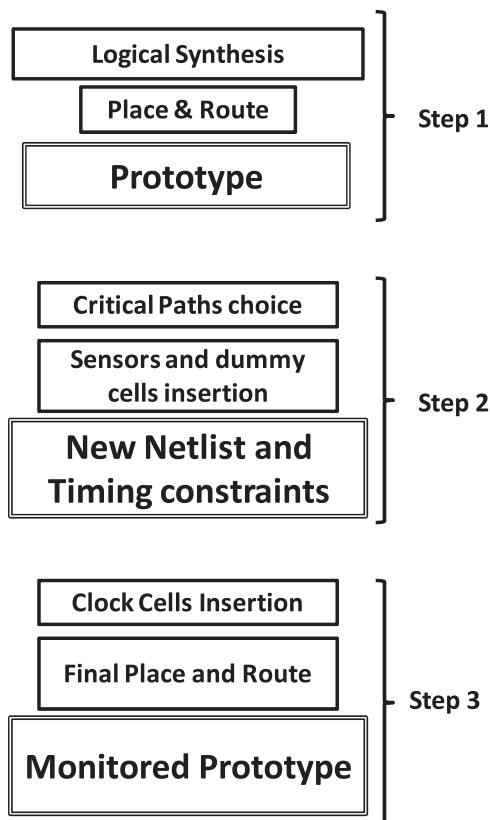 Logical Synthesis
Place & Route
Prototype
Step 1
Critical Paths choice
Sensors and dummy
cells insertion
New Netlist and
Timing constraints
Step 2
Clock Cells Insertion
Final Place and Route
Monitored Prototype
Step 3